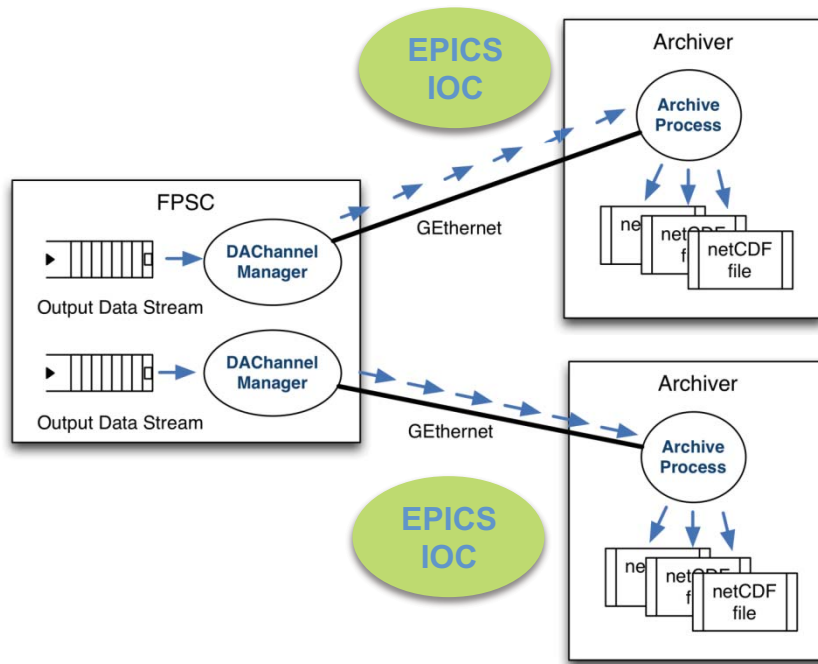 EPICS
IOC
Archiver
Archive
Process
netCDF
file
FPSC
DAChannel
Manager
Output Data Stream
GEthernet
DAChannel
Manager
Output Data Stream
GEthernet
Archiver
Archive
Process
netCDF
file
EPICS
IOC